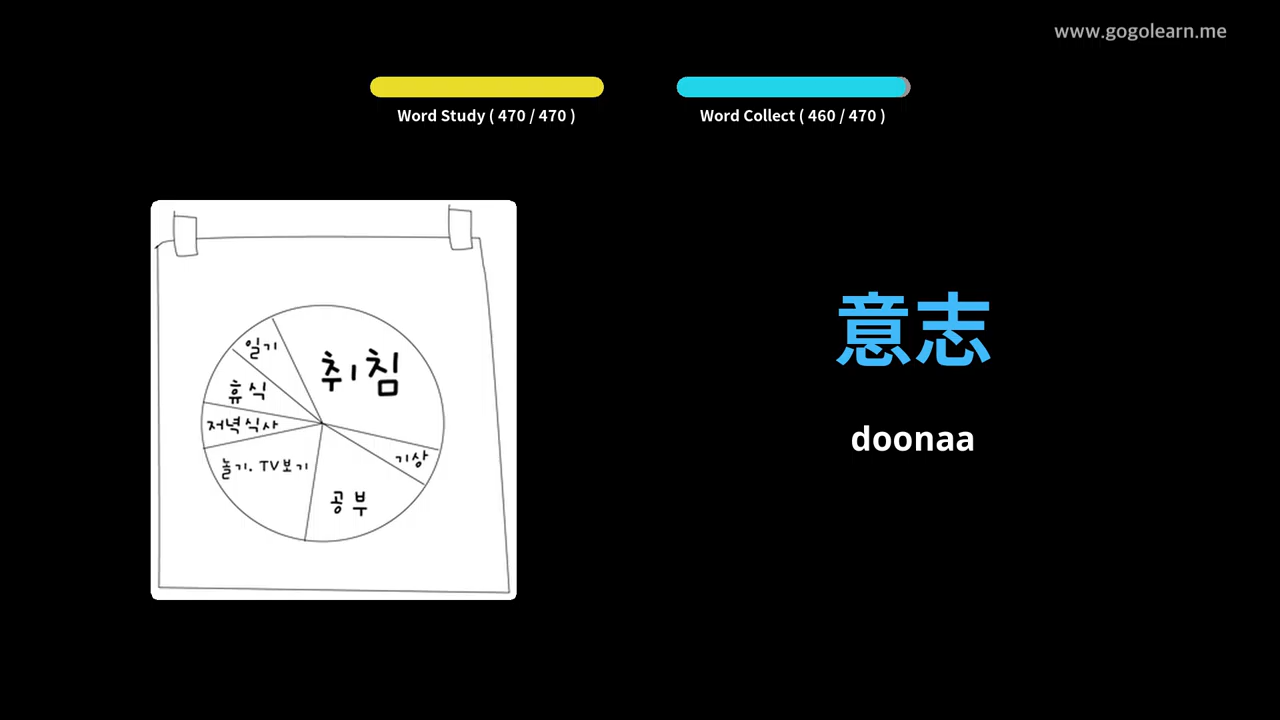 www.gogolearn.me
Word Study ( 470 / 470 )
Word Collect ( 460 / 470 )
일기
취침
휴식
저녁식사
기상
놀기. TV보기
공부
意志
doonaa